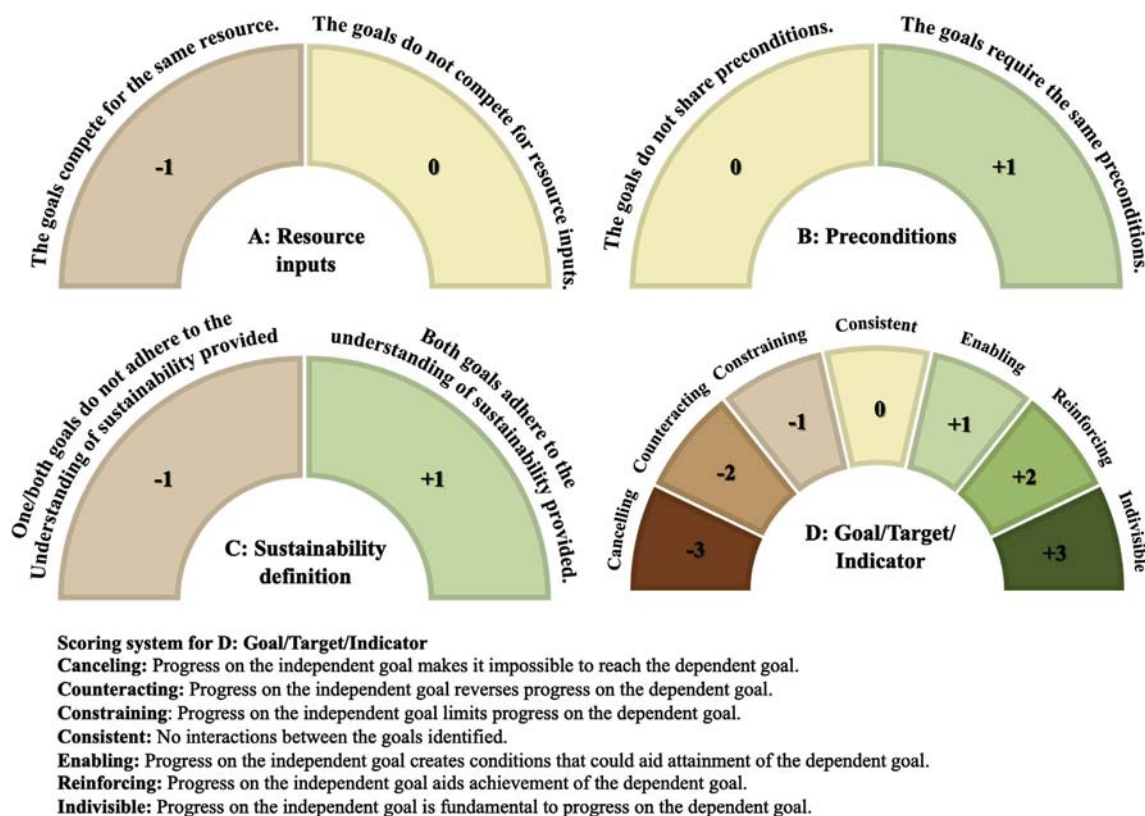 The goals compete for the same resource.
The goals do not compete for resource inputs.
-1
0
A: Resource
inputs
The goals do not share preconditions.
The goals require the same preconditions.
0
+1
B: Preconditions
One/both goals do not adhere to the
Understanding of sustainability provided
Both goals adhere to the
understanding of sustainability provided.
-1
+1
C: Sustainability
definition
Cancelling
Counteracting
Constraining
Consistent
Enabling
Reinforcing
Indivisible
-3
-2
-1
0
+1
+2
+3
D: Goal/Target/
Indicator
Scoring system for D: Goal/Target/Indicator
Canceling: Progress on the independent goal makes it impossible to reach the dependent goal.
Counteracting: Progress on the independent goal reverses progress on the dependent goal.
Constraining: Progress on the independent goal limits progress on the dependent goal.
Consistent: No interactions between the goals identified.
Enabling: Progress on the independent goal creates conditions that could aid attainment of the dependent goal.
Reinforcing: Progress on the independent goal aids achievement of the dependent goal.
Indivisible: Progress on the independent goal is fundamental to progress on the dependent goal.